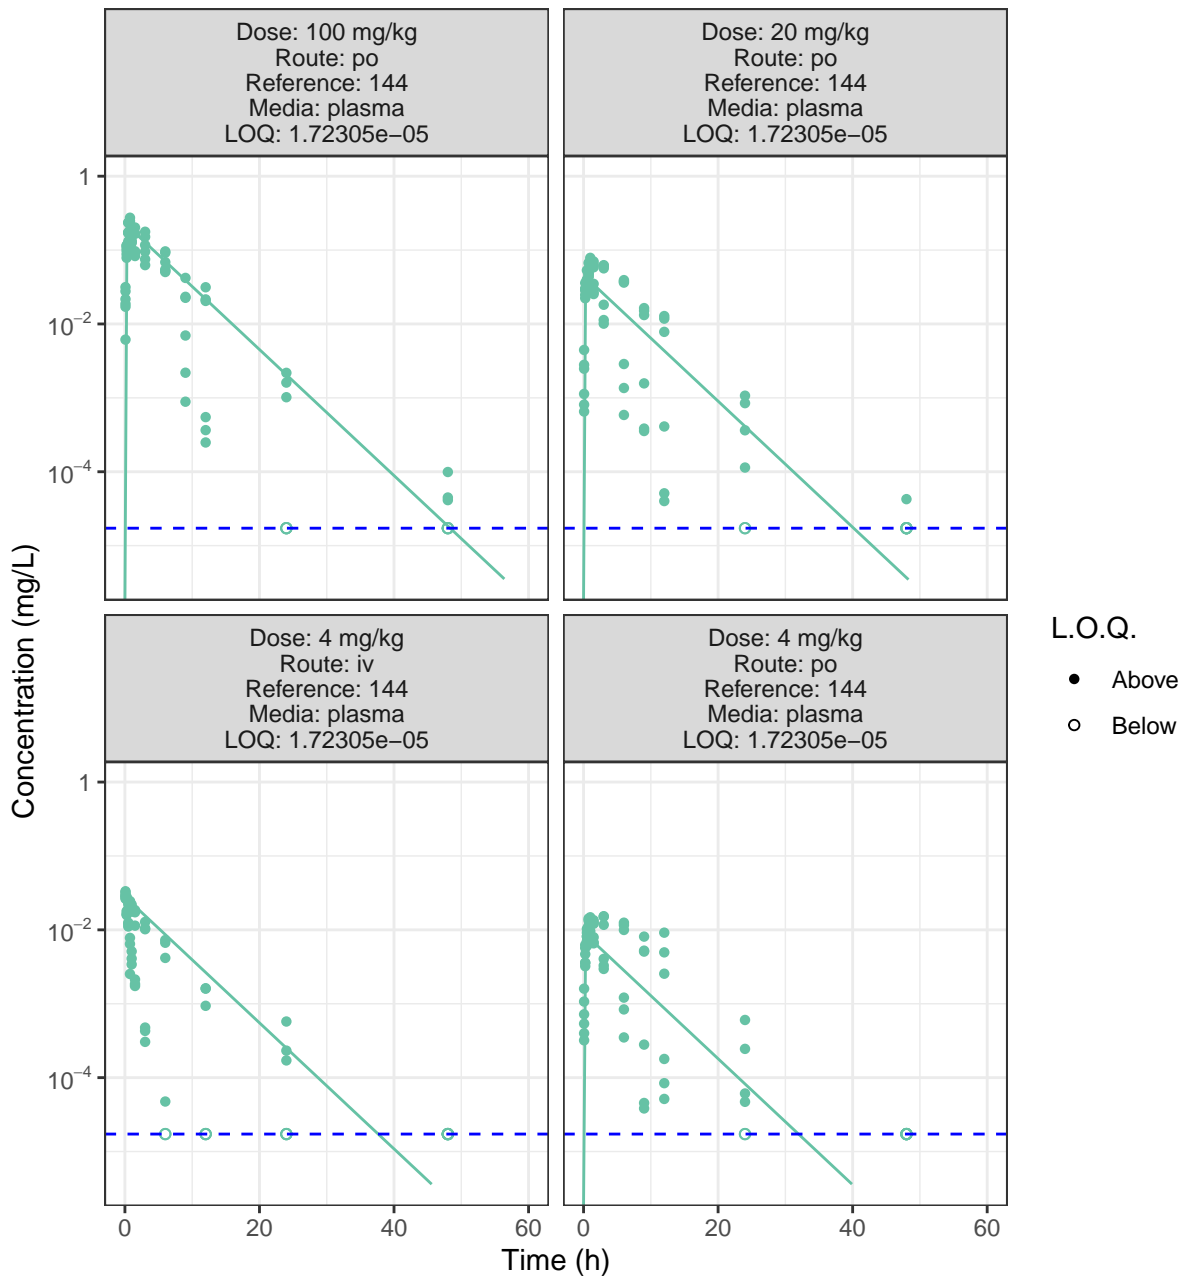 Dose: 100 mg/kg
Route: po
Reference: 144
Media: plasma
LOQ: 1.72305e−05
Dose: 20 mg/kg
Route: po
Reference: 144
Media: plasma
LOQ: 1.72305e−05
1
10−2
10−4
Dose: 4 mg/kg
Route: iv
Reference: 144
Media: plasma
LOQ: 1.72305e−05
Dose: 4 mg/kg
Route: po
Reference: 144
Media: plasma
LOQ: 1.72305e−05
1
10−2
10−4
0 20 40 60
0 20 40 60
Time (h)
Concentration (mg/L)
L.O.Q.
Above
Below